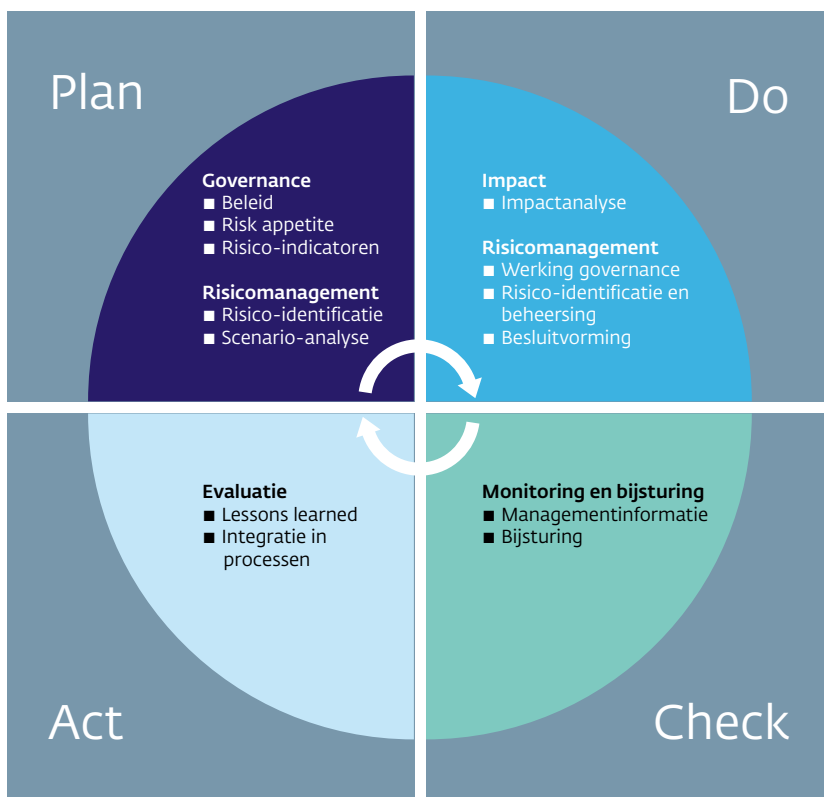 Plan
Governance
■ Beleid
■ Risk appetite
■ Risico-indicatoren
Risicomanagement
■ Risico-identificatie
■ Scenario-analyse
Do
Impact
■ Impactanalyse
Risicomanagement
■ Werking governance
■ Risico-identificatie en
beheersing
■ Besluitvorming
Act
Evaluatie
■ Lessons learned
■ Integratie in
processen
Check
Monitoring en bijsturing
■ Managementinformatie
■ Bijsturing